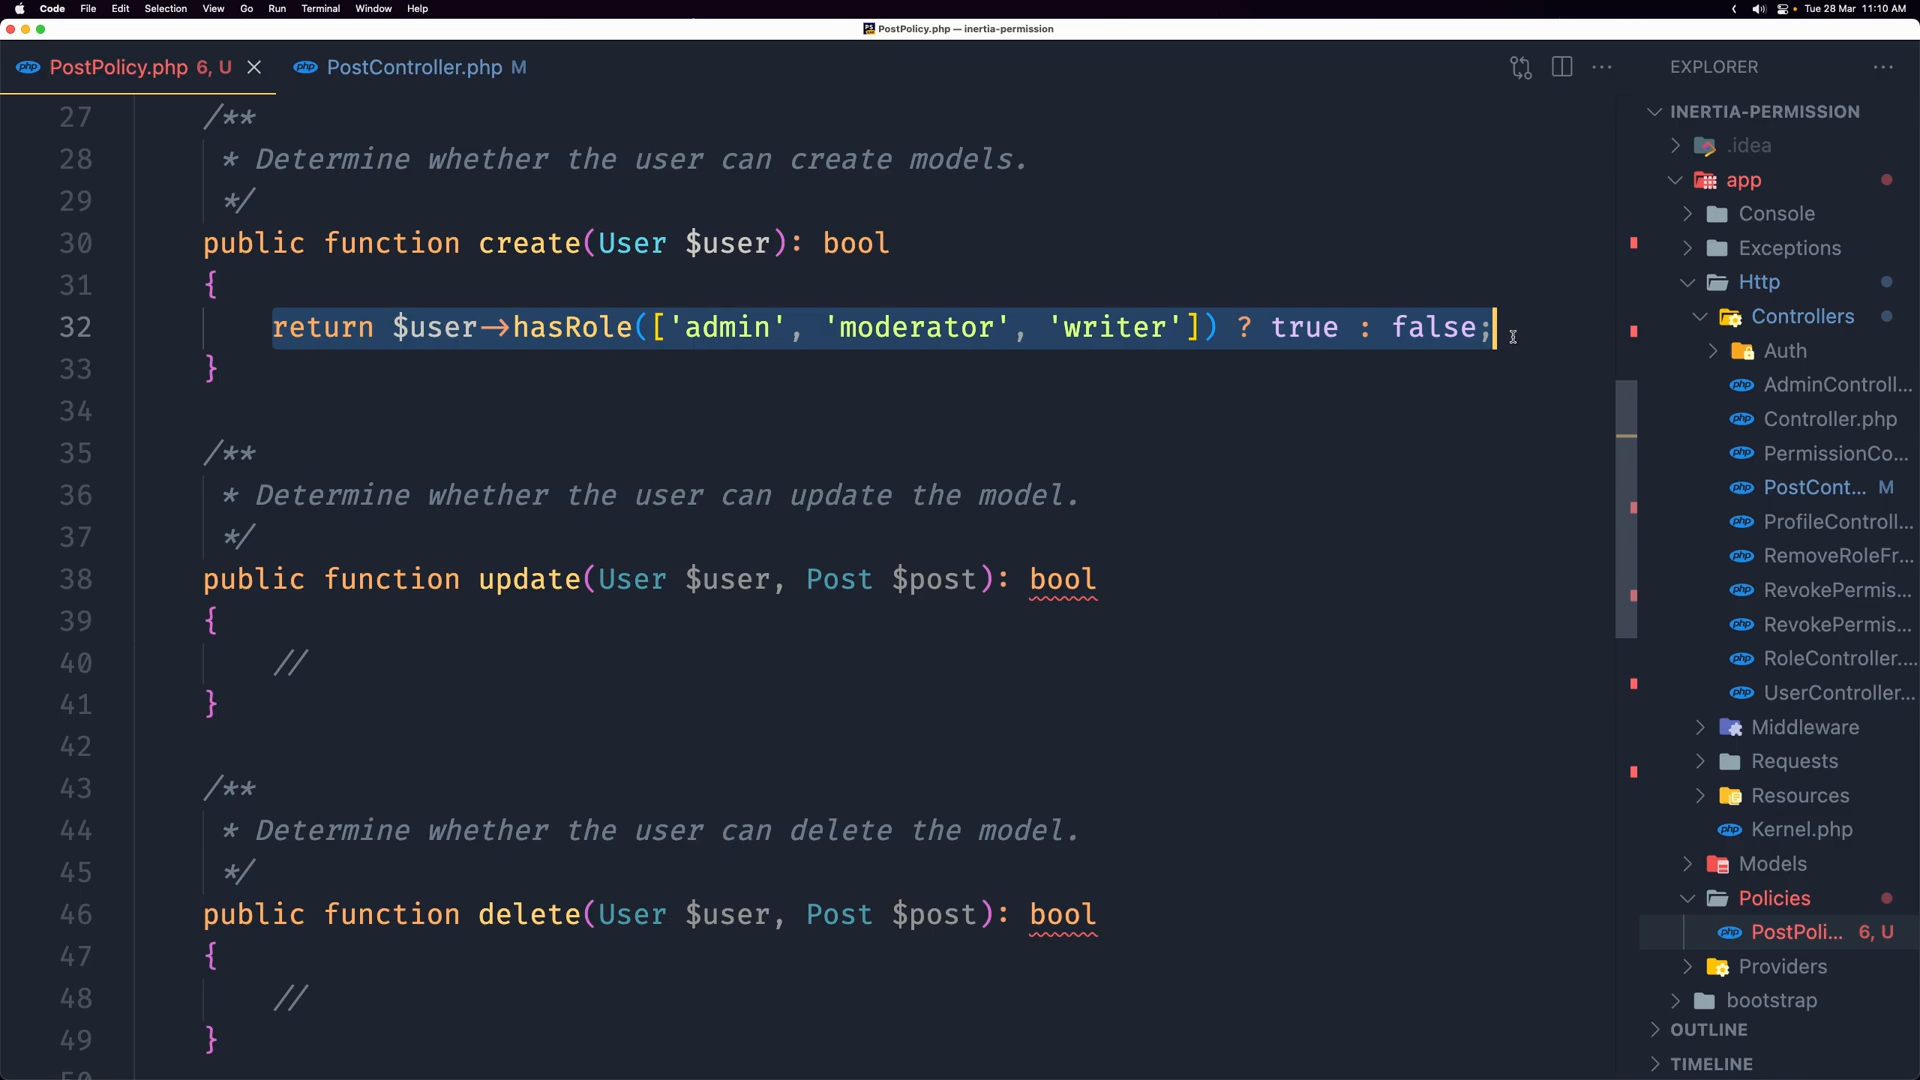 Code File Edit Selection View Go Run Terminal Window Help Tue 28 Mar 11:10 AM
PostPolicy.php — inertia-permission
PostPolicy.php 6, U PostController.php M
27 /**
28 * Determine whether the user can create models.
29 */
30 public function create(User $user): bool
31 {
32 return $user->hasRole(['admin', 'moderator', 'writer']) ? true : false;
33 }
34
35 /**
36 * Determine whether the user can update the model.
37 */
38 public function update(User $user, Post $post): bool
39 {
40 //
41 }
42
43 /**
44 * Determine whether the user can delete the model.
45 */
46 public function delete(User $user, Post $post): bool
47 {
48 //
49 }
50
EXPLORER
INERTIA-PERMISSION
.idea
app
Console
Exceptions
Http
Controllers
Auth
AdminControll...
Controller.php
PermissionCo...
PostCont... M
ProfileControll...
RemoveRoleFr...
RevokePermis...
RevokePermis...
RoleController....
UserController...
Middleware
Requests
Resources
Kernel.php
Models
Policies
PostPoli... 6, U
Providers
bootstrap
OUTLINE
TIMELINE